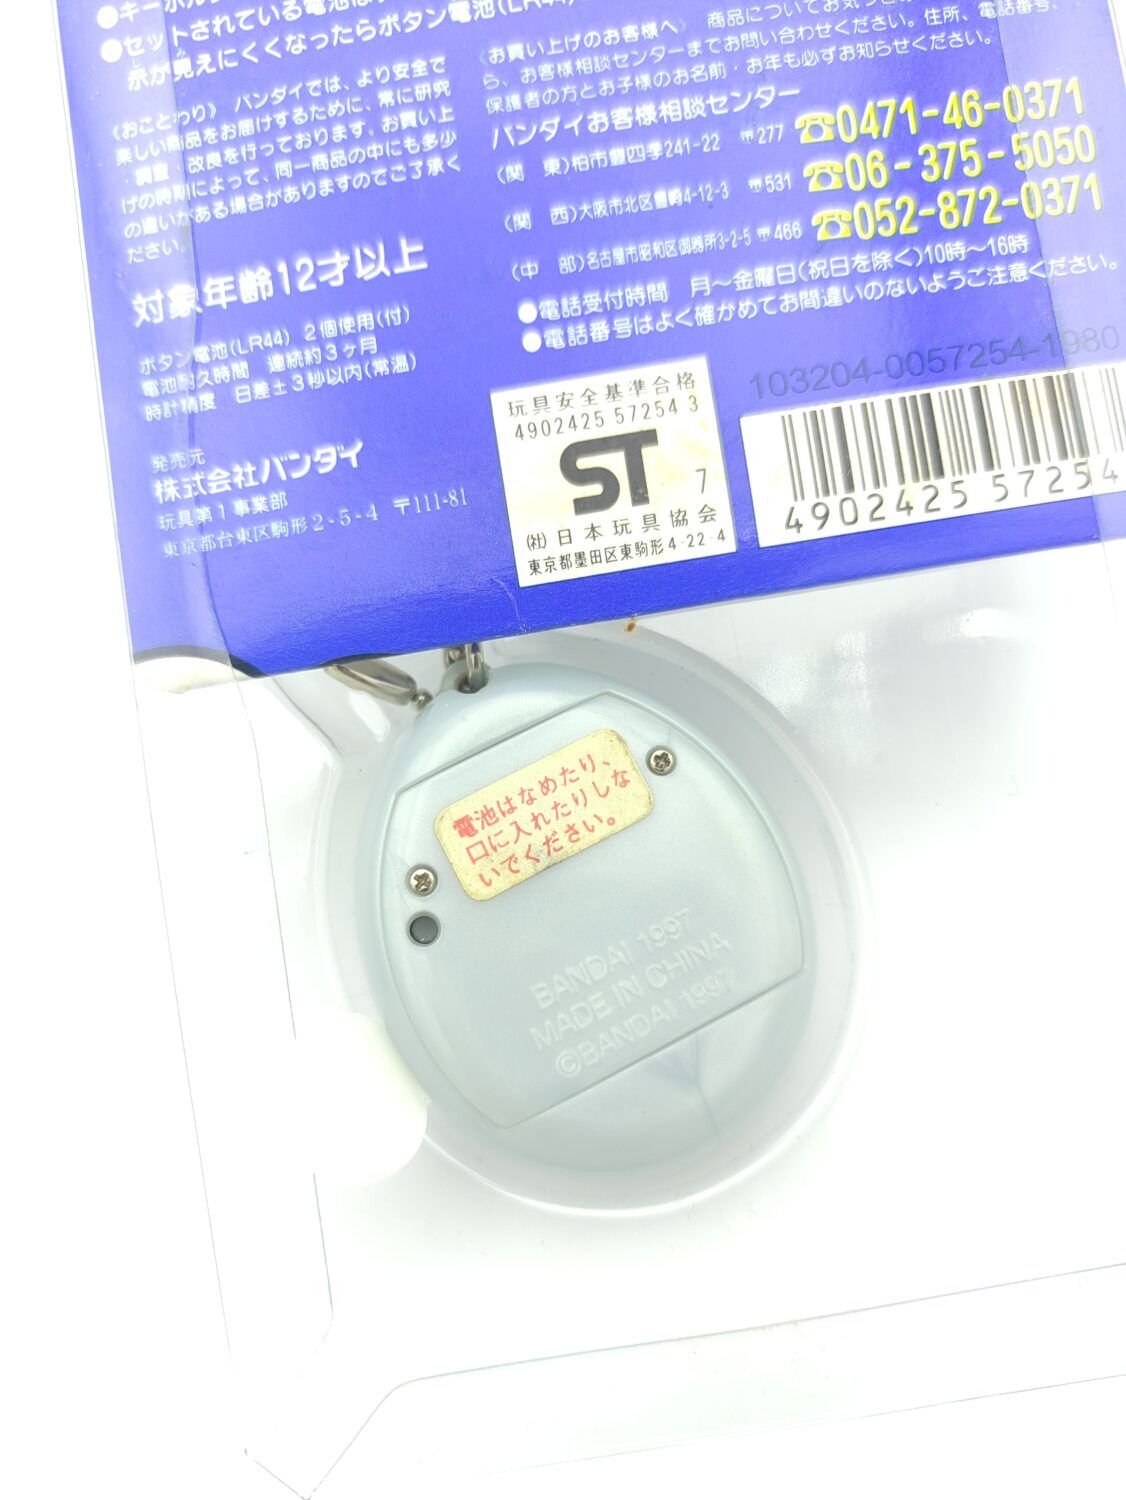 ●セットされている電池は
示が見えにくくなったらボタン電池(LR44)
《おことわり》 バンダイでは、より安全で
楽しい商品をお届けするために、常に研究
・調査・改良を行っております。お買い上
げの時期によって、同一商品の中にも多少
の違いがある場合がありますのでご了承く
ださい。
対象年齢12才以上
ボタン電池(LR44) 2個使用(付)
電池耐久時間 連続約3ヶ月
時計精度 日差±3秒以内(常温)
発売元
株式会社バンダイ
玩具第1事業部
東京都台東区駒形2-5-4 〒111-81
《お買い上げのお客様へ》 商品について
ら、お客様相談センターまでお問い合わせください。住所、電話番号、
保護者の方とお子様のお名前・お年も必ずお知らせください。
バンダイお客様相談センター
(関 東)柏市豊四季241-22 〒277 ☎0471-46-0371
(関 西)大阪市北区豊崎4-12-3 〒531 ☎06-375-5050
(中 部)名古屋市昭和区御器所3-2-5 〒466 ☎052-872-0371
●電話受付時間 月〜金曜日(祝日を除く)10時〜16時
●電話番号はよく確かめてお間違いのないようご注意ください。
103204-0057254-1980
玩具安全基準合格
4902425 57254 3
ST
7
(社)日本玩具協会
東京都墨田区東駒形4-22-4
4902425 57254
電池はなめたり、
口に入れたりしな
いでください。
BANDAI 1997
MADE IN CHINA
©BANDAI 1997